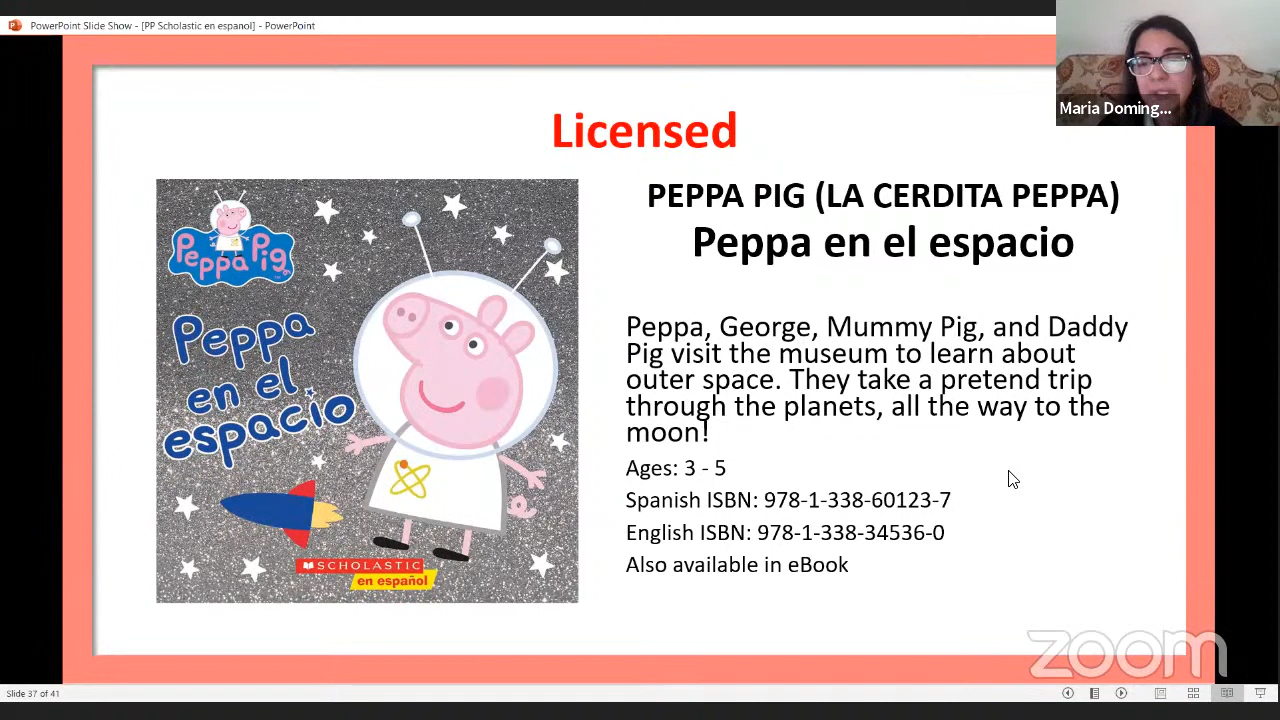 PowerPoint Slide Show - [PP Scholastic en espanol] - PowerPoint
Maria Doming...
Licensed
Peppa Pig
Peppa
en el
espacio
SCHOLASTIC
en español
PEPPA PIG (LA CERDITA PEPPA)
Peppa en el espacio
Peppa, George, Mummy Pig, and Daddy
Pig visit the museum to learn about
outer space. They take a pretend trip
through the planets, all the way to the
moon!
Ages: 3 - 5
Spanish ISBN: 978-1-338-60123-7
English ISBN: 978-1-338-34536-0
Also available in eBook
zoom
Slide 37 of 41